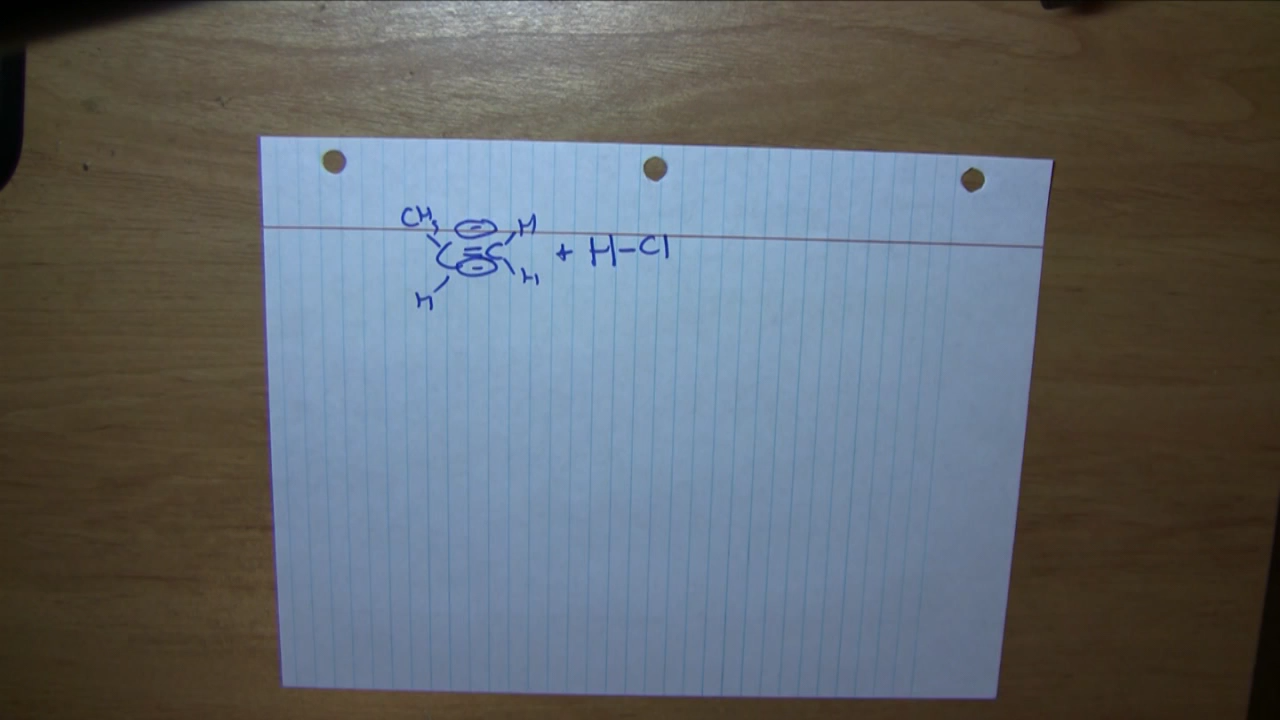 CH₃ - H
C=C + H-Cl
H - H